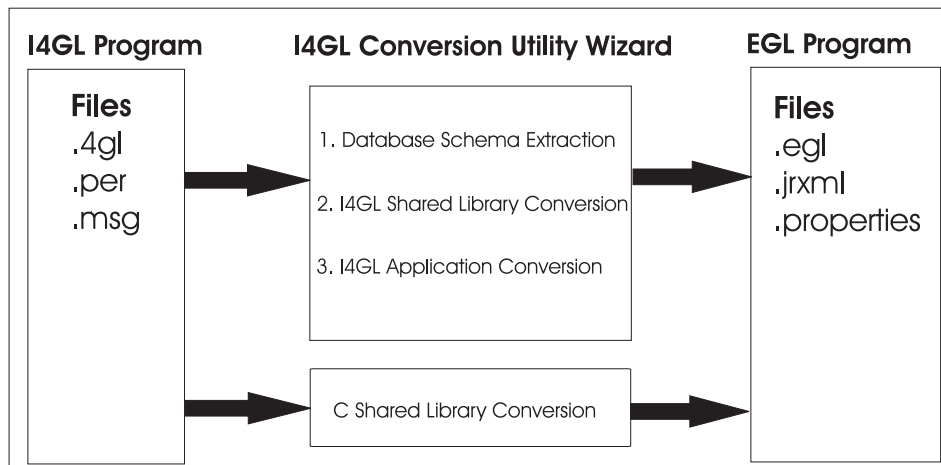 I4GL Program
Files
.4gl
.per
.msg
I4GL Conversion Utility Wizard
1. Database Schema Extraction
2. I4GL Shared Library Conversion
3. I4GL Application Conversion
C Shared Library Conversion
EGL Program
Files
.egl
.jrxml
.properties